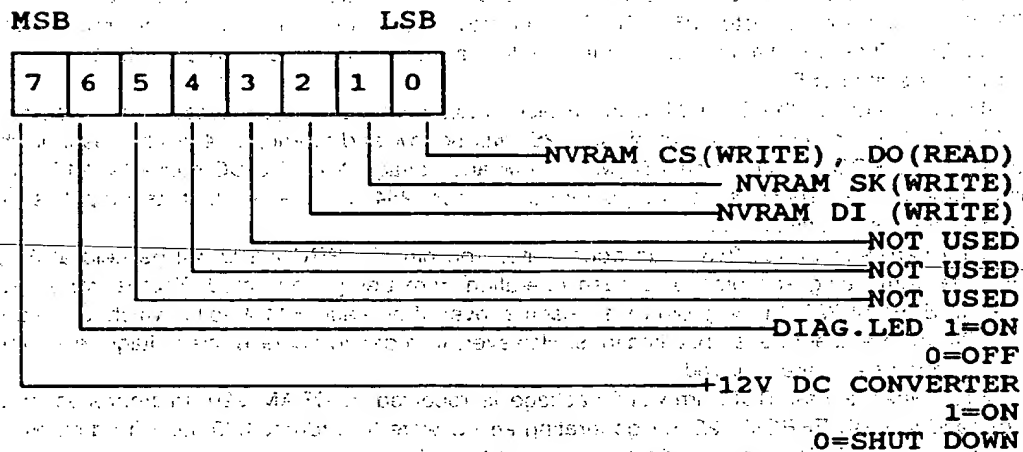 MSB LSB
7 6 5 4 3 2 1 0
NVRAM CS(WRITE), DO(READ)
NVRAM SK(WRITE)
NVRAM DI (WRITE)
NOT USED
NOT USED
NOT USED
DIAG.LED 1=ON
0=OFF
+12V DC CONVERTER
1=ON
0=SHUT DOWN